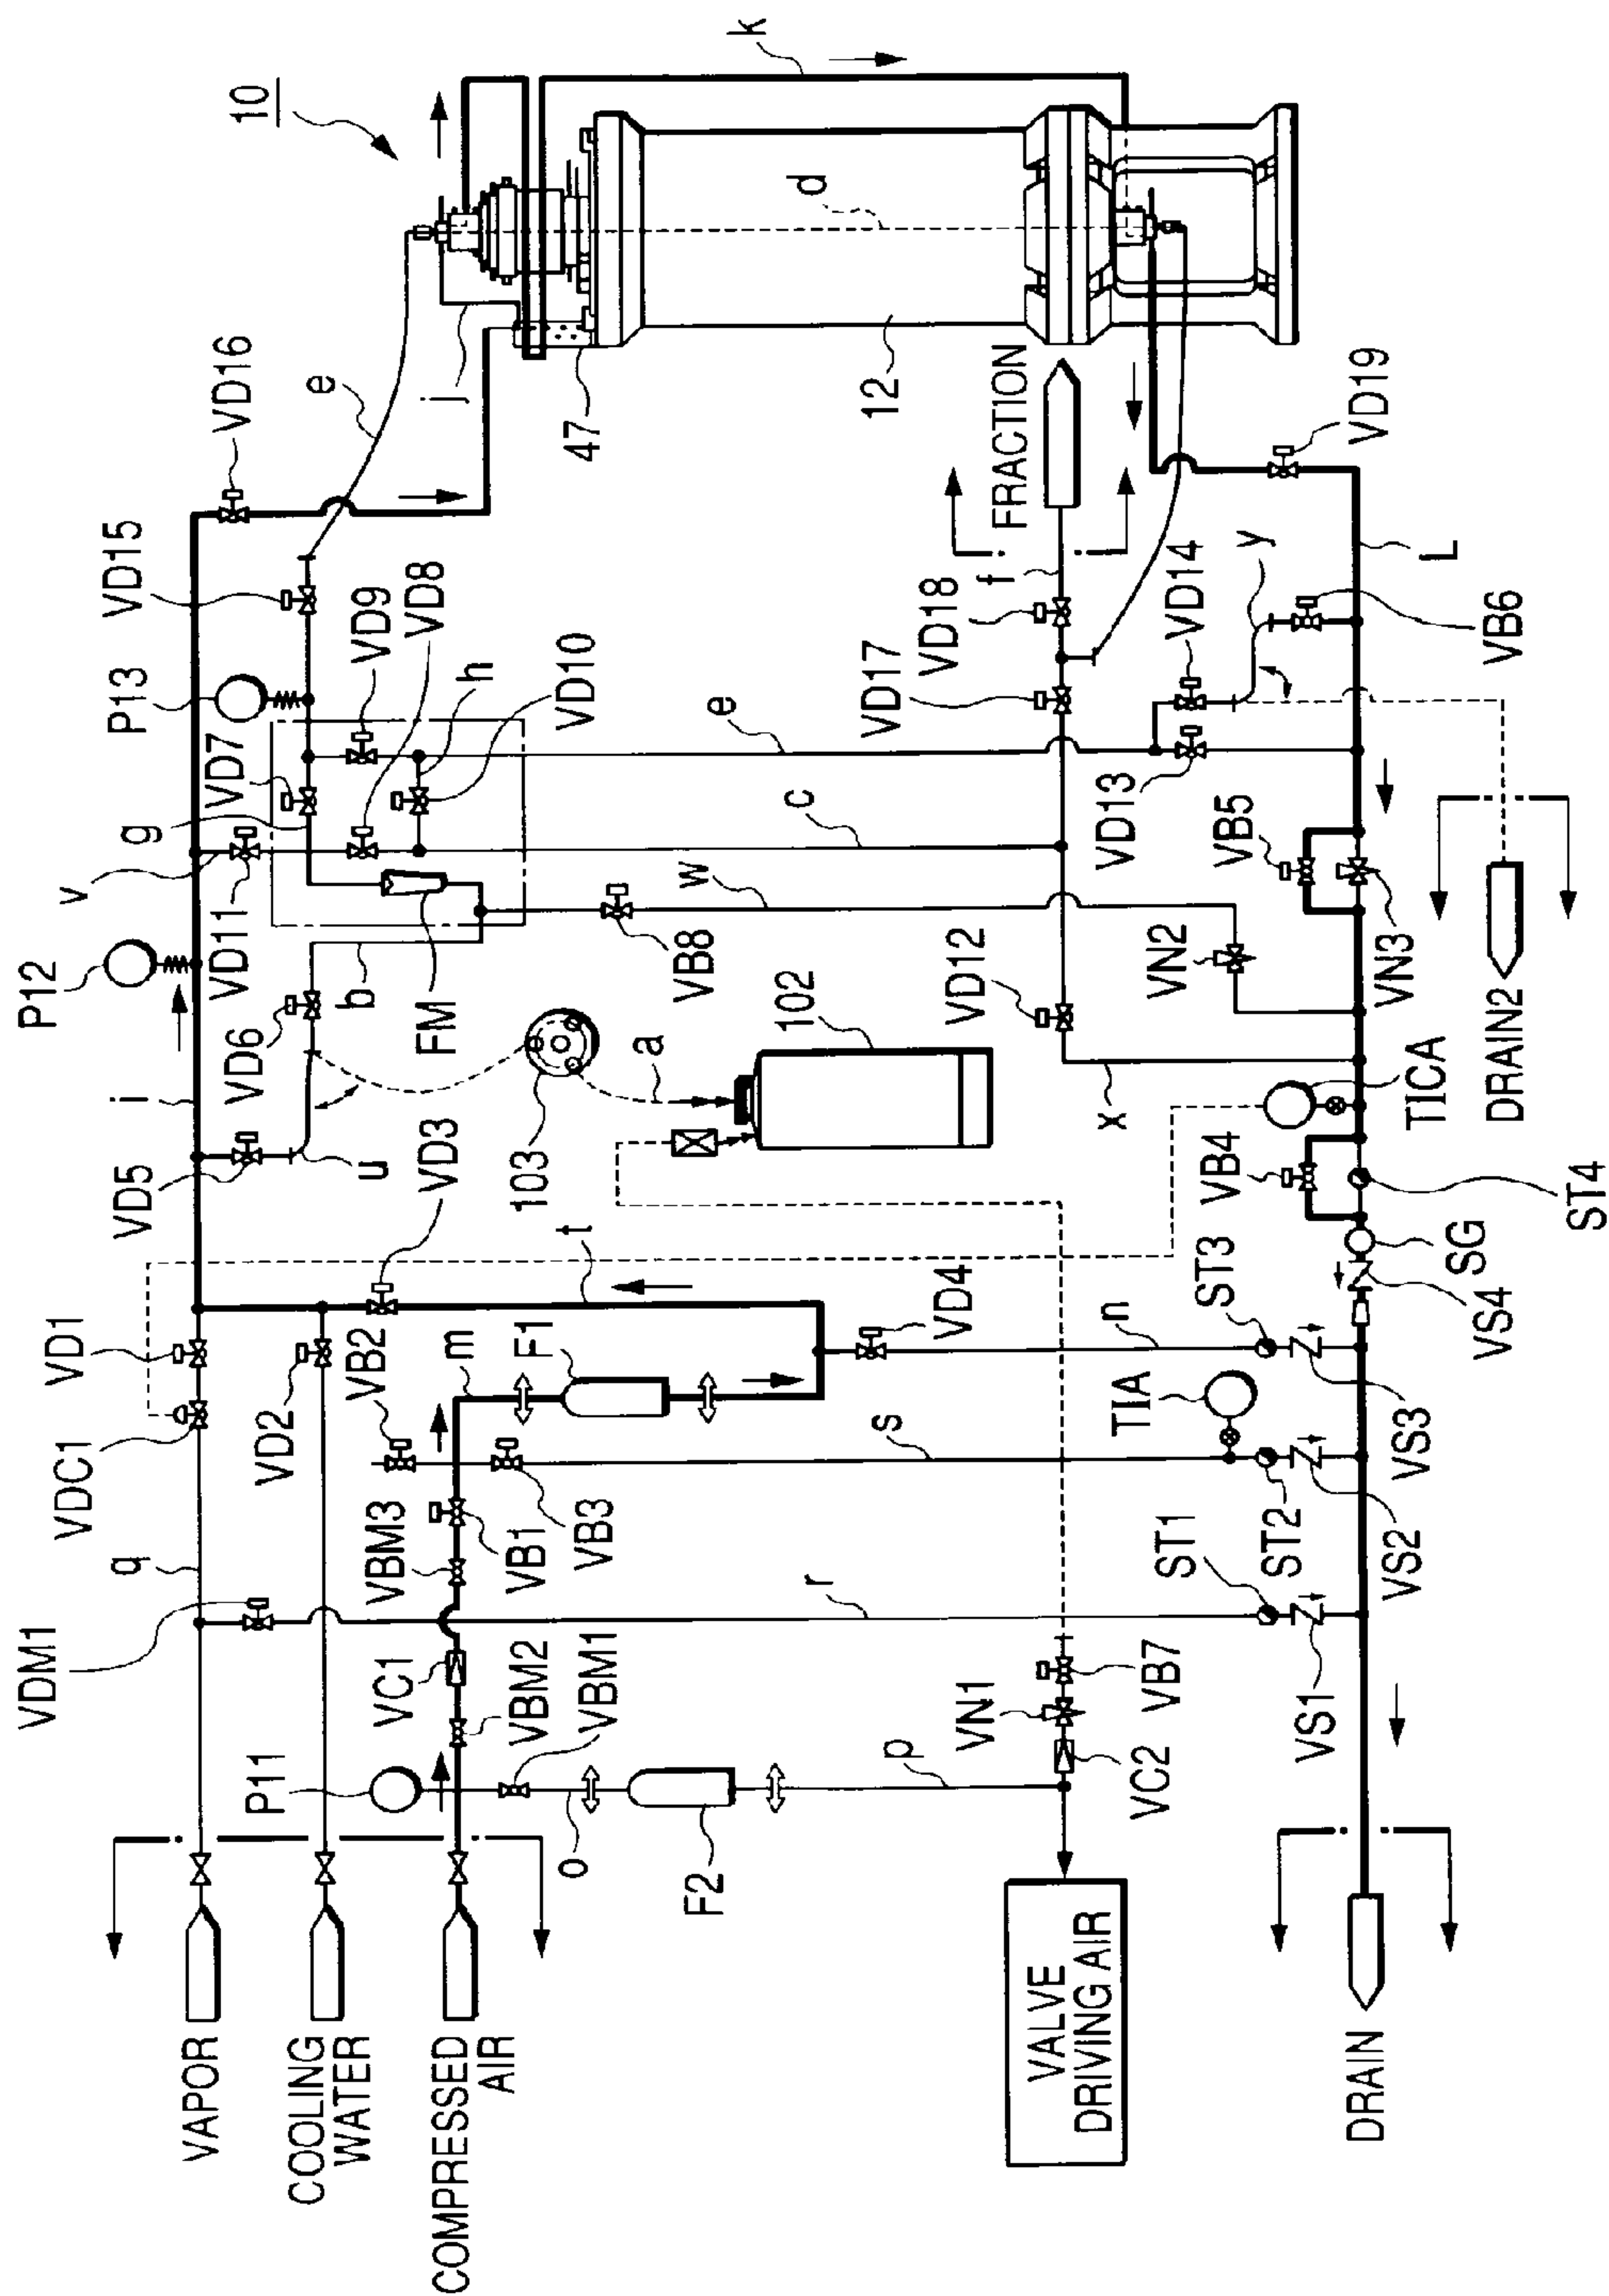 10
k
d
e
j
47
12
VD16
VD15
P13
VD9
VD8
h
VD10
VD7
g
v
VD11
P12
VD6
b
FM
i
VD5
u
VD3
103
a
102
e
c
w
VB8
FRACTION
f
VD18
VD17
VD14
y
VD19
L
VB6
VD13
VB5
VN2
VN3
VD12
x
TICA
DRAIN2
VB4
ST4
SG
VS4
t
VD4
n
ST3
VS3
VD1
VDC1
VD2
VB2
m
F1
TIA
s
VB3
VB1
VBM3
ST2
VS2
ST1
VS1
q
VDM1
r
VC1
VBM2
VBM1
P11
o
F2
p
VN1
VB7
VC2
VAPOR
COOLING
WATER
COMPRESSED
AIR
VALVE
DRIVING AIR
DRAIN